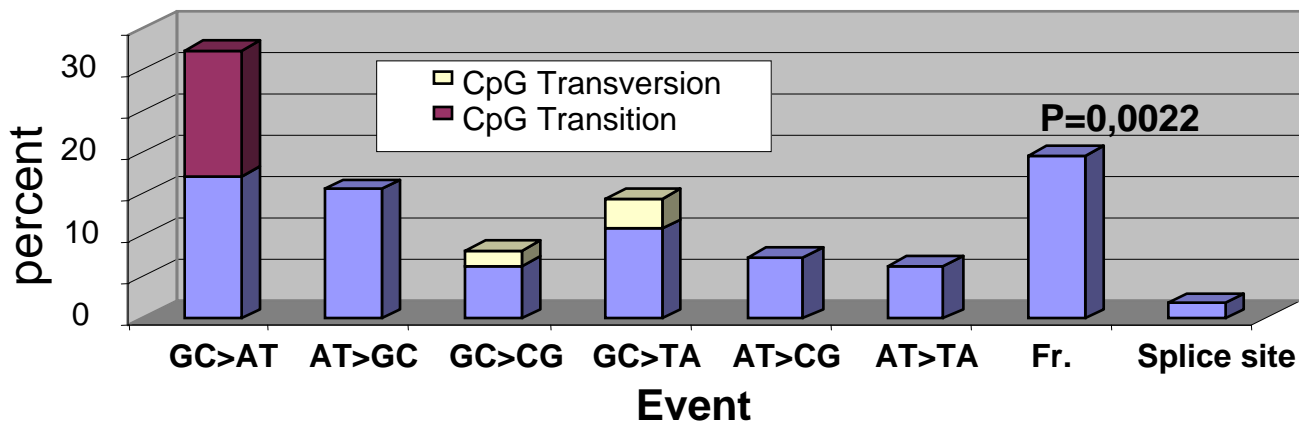 30
20
10
0
percent
CpG Transversion
CpG Transition
P=0,0022
GC>AT AT>GC GC>CG GC>TA AT>CG AT>TA Fr. Splice site
Event